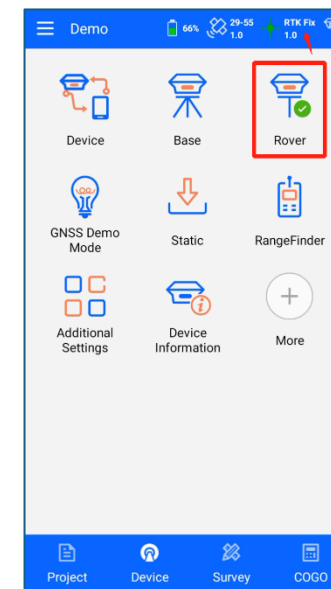 Demo 66% 29-55 RTK Fix
1.0 1.0
Device Base Rover
GNSS Demo Static RangeFinder
Mode
Additional Device More
Settings Information
Project Device Survey COGO